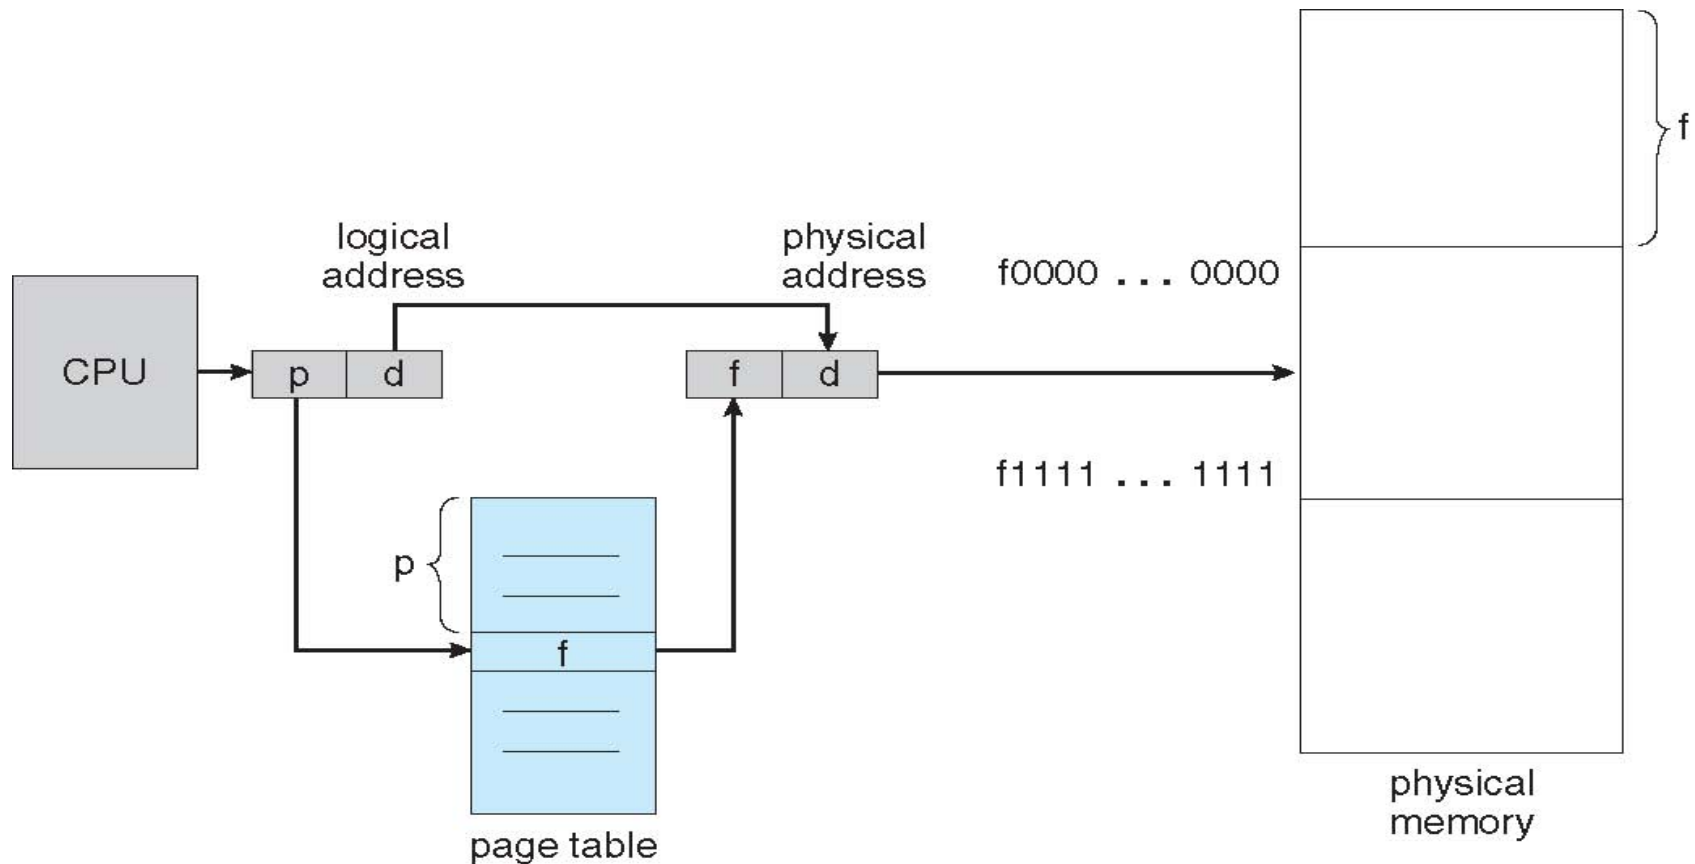 f
logical
address
physical
address
f0000 ... 0000
CPU
p d
f d
f1111 ... 1111
p
f
page table
physical
memory